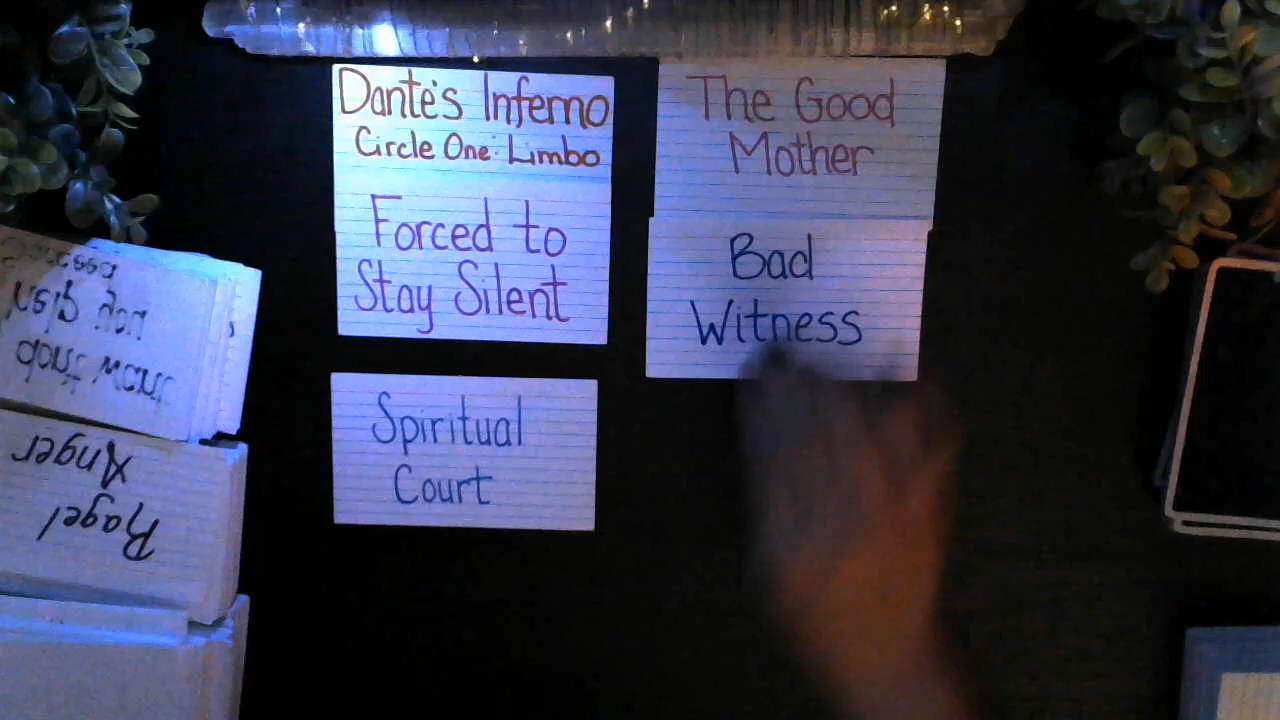 Dante's Inferno
Circle One: Limbo
Forced to
Stay Silent
Spiritual
Court
The Good
Mother
Bad
Witness
Rage/
Anger